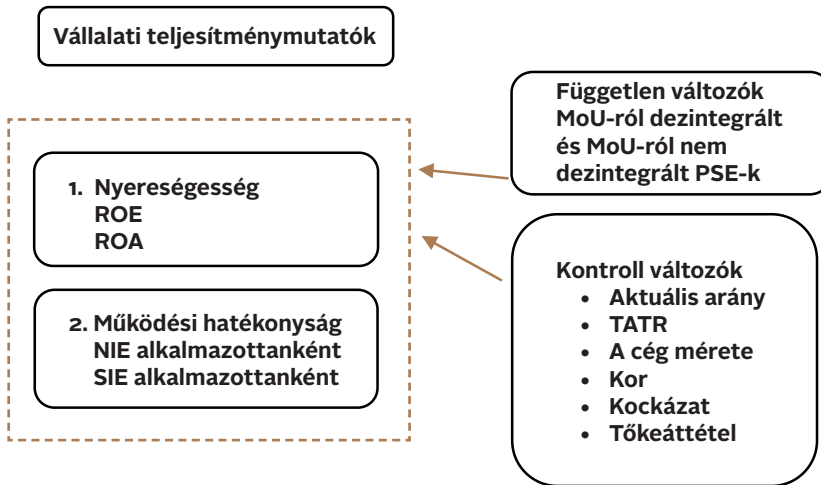 Vállalati teljesítménymutatók
1. Nyereségesség
ROE
ROA
2. Működési hatékonyság
NIE alkalmazottanként
SIE alkalmazottanként
Független változók
MoU-ról dezintegrált
és MoU-ról nem
dezintegrált PSE-k
Kontroll változók
• Aktuális arány
• TATR
• A cég mérete
• Kor
• Kockázat
• Tőkeáttétel